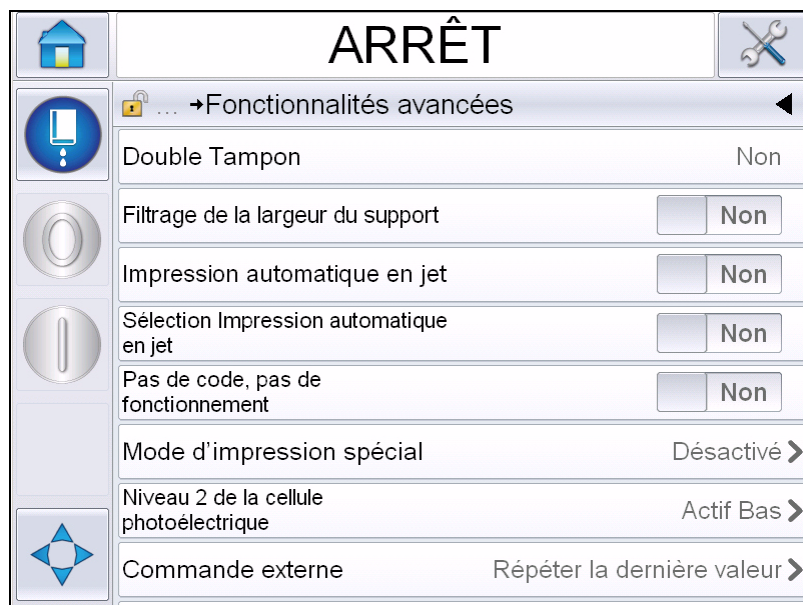 ARRÊT
... →Fonctionnalités avancées
Double Tampon Non
Filtrage de la largeur du support Non
Impression automatique en jet Non
Sélection Impression automatique
en jet Non
Pas de code, pas de
fonctionnement Non
Mode d'impression spécial Désactivé
Niveau 2 de la cellule
photoélectrique Actif Bas
Commande externe Répéter la dernière valeur